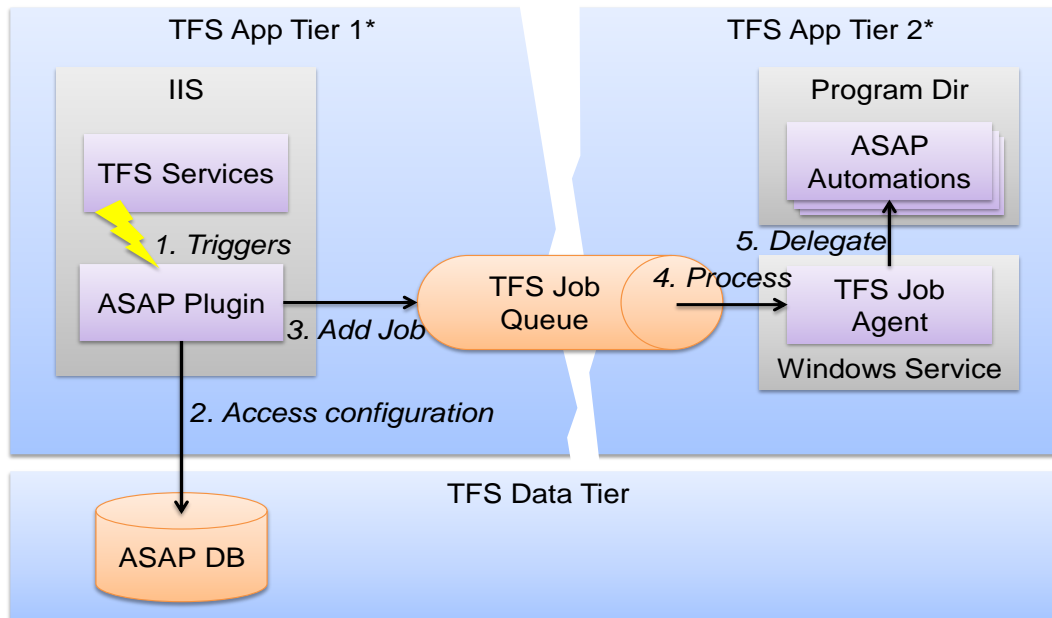 TFS App Tier 1*
IIS
TFS Services
1. Triggers
ASAP Plugin
3. Add Job
2. Access configuration
TFS Job
Queue
4. Process
TFS App Tier 2*
Program Dir
ASAP
Automations
5. Delegate
TFS Job
Agent
Windows Service
TFS Data Tier
ASAP DB